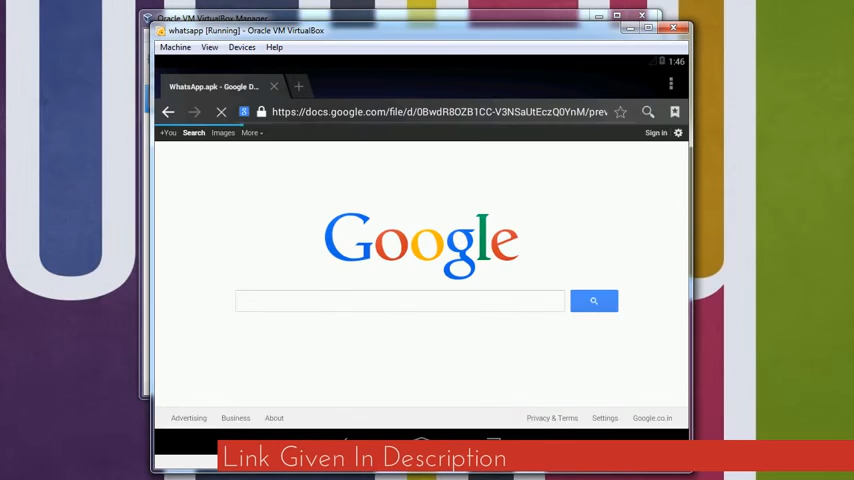 Oracle VM VirtualBox Manager
whatsapp [Running] - Oracle VM VirtualBox
Machine View Devices Help
1:46
WhatsApp.apk - Google D...
https://docs.google.com/file/d/0BwdR8OZB1CC-V3NSaUtEczQ0YnM/prev
+You Search Images More
Sign in
Google
Advertising Business About
Privacy & Terms Settings Google.co.in
Link Given In Description